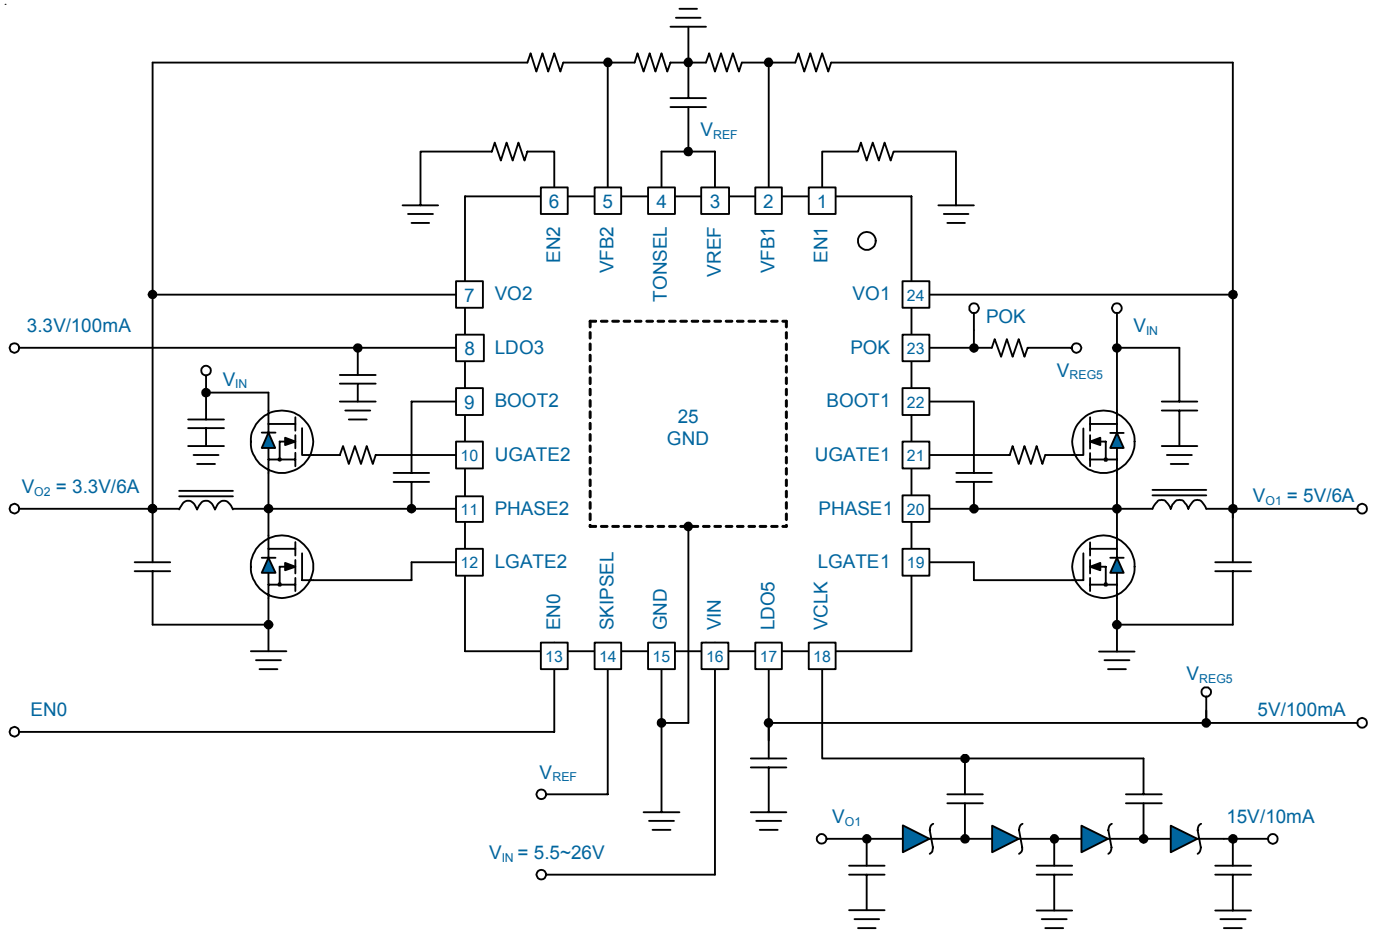 VREF
6
5
4
3
2
1
EN2
VFB2
TONSEL
VREF
VFB1
EN1
7
VO2
VO1
24
3.3V/100mA
8
LDO3
POK
23
POK
VIN
VREG5
VIN
9
BOOT2
BOOT1
22
25
GND
10
UGATE2
UGATE1
21
VO2 = 3.3V/6A
11
PHASE2
PHASE1
20
VO1 = 5V/6A
12
LGATE2
LGATE1
19
EN0
SKIPSEL
GND
VIN
LDO5
VCLK
13
14
15
16
17
18
EN0
VREG5
5V/100mA
VREF
VO1
15V/10mA
VIN = 5.5~26V